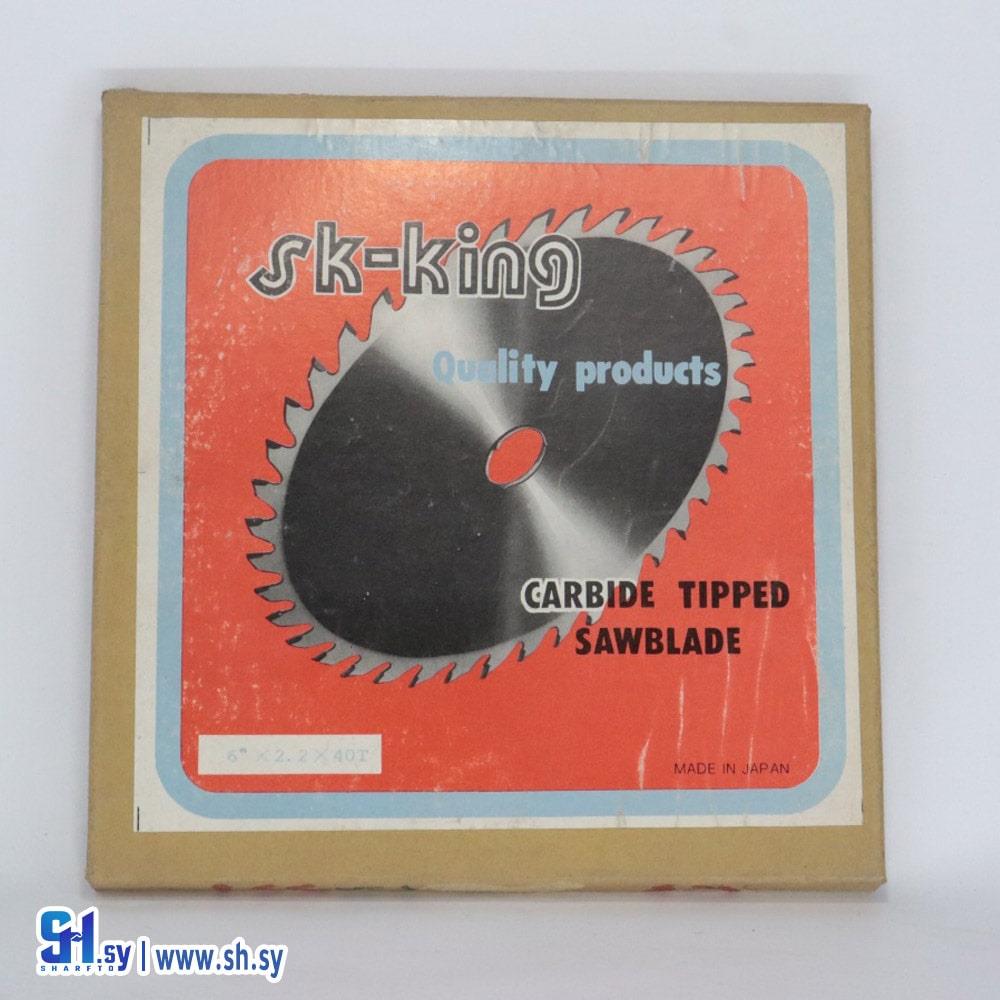 sk-king
Quality products
CARBIDE TIPPED
SAWBLADE
6" × 2.2 × 40T
MADE IN JAPAN
SH.sy | www.sh.sy
SHARFTO